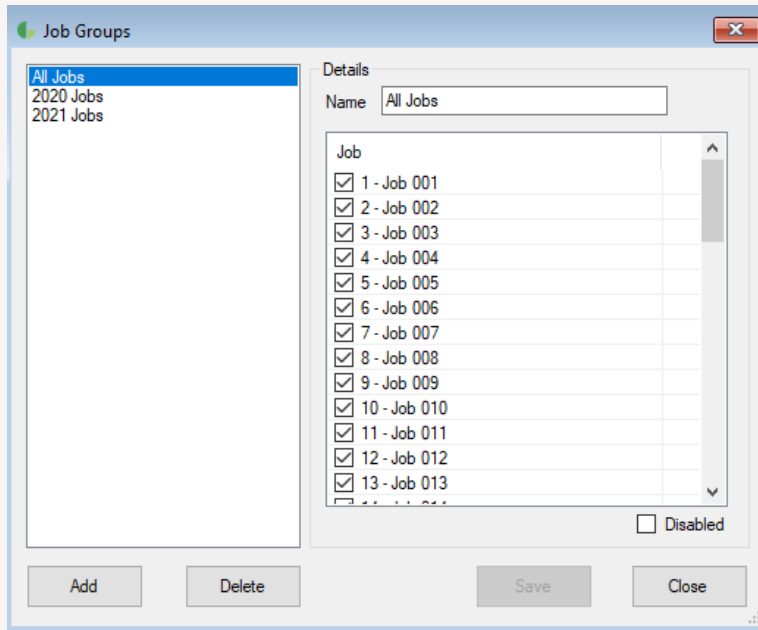 Job Groups
All Jobs
2020 Jobs
2021 Jobs
Details
Name All Jobs
Job
1 - Job 001
2 - Job 002
3 - Job 003
4 - Job 004
5 - Job 005
6 - Job 006
7 - Job 007
8 - Job 008
9 - Job 009
10 - Job 010
11 - Job 011
12 - Job 012
13 - Job 013
Disabled
Add Delete Save Close